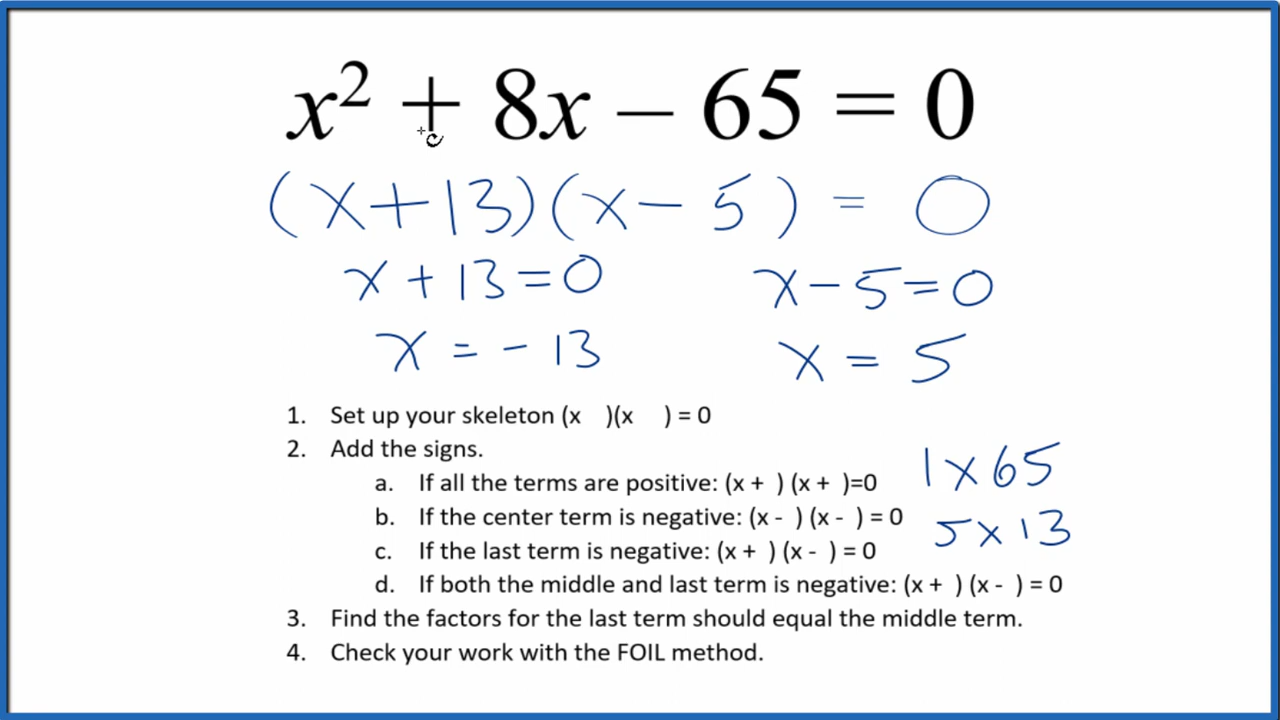 x² + 8x – 65 = 0
(x+13)(x-5) = 0
x+13=0 x-5=0
x = -13 x = 5
1. Set up your skeleton (x )(x ) = 0
2. Add the signs.
a. If all the terms are positive: (x + ) (x + )=0
1x65
b. If the center term is negative: (x - ) (x - ) = 0
5x13
c. If the last term is negative: (x + ) (x - ) = 0
d. If both the middle and last term is negative: (x + ) (x - ) = 0
3. Find the factors for the last term should equal the middle term.
4. Check your work with the FOIL method.